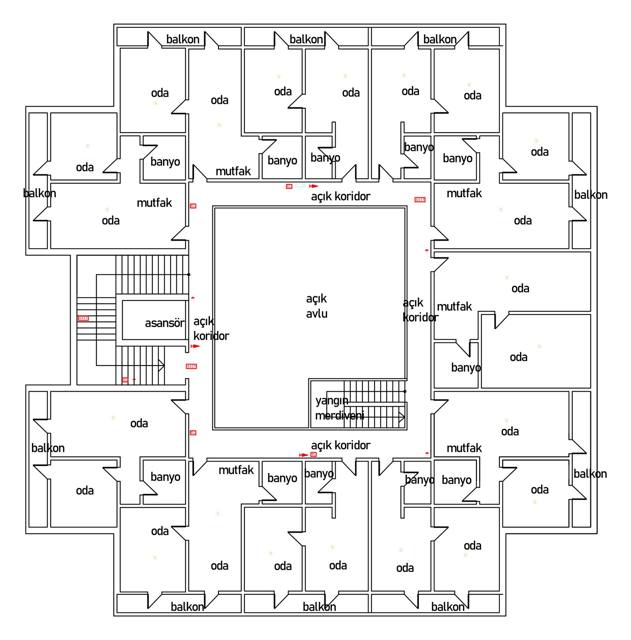 balkon balkon balkon
oda oda oda oda oda oda
oda banyo mutfak banyo banyo banyo banyo oda
balkon oda mutfak açık koridor mutfak oda balkon
oda
asansör açık koridor açık avlu açık koridor mutfak
oda
banyo
yangın
merdiveni
oda açık koridor oda
balkon mutfak mutfak balkon
oda banyo banyo banyo banyo banyo oda
oda oda oda oda oda oda
balkon balkon balkon